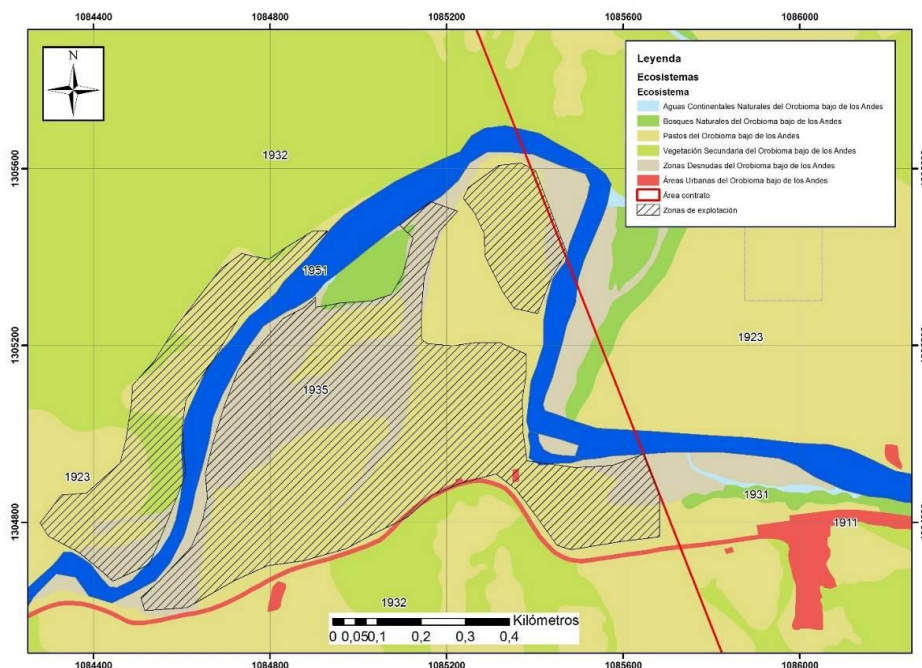 1084400 1084800 1085200 1085600 1086000
N
Leyenda
Ecosistemas
Ecosistema
Aguas Continentales Naturales del Orobioma bajo de los Andes
Bosques Naturales del Orobioma bajo de los Andes
Pastos del Orobioma bajo de los Andes
Vegetación Secundaria del Orobioma bajo de los Andes
Zonas Desnudas del Orobioma bajo de los Andes
Áreas Urbanas del Orobioma bajo de los Andes
Área contrato
Zonas de explotación
1305600
1932
1951
1305200
1923
1935
1923
1931
1304800
1911
1932
Kilómetros
0 0,05 0,1 0,2 0,3 0,4
1084400 1084800 1085200 1085600 1086000